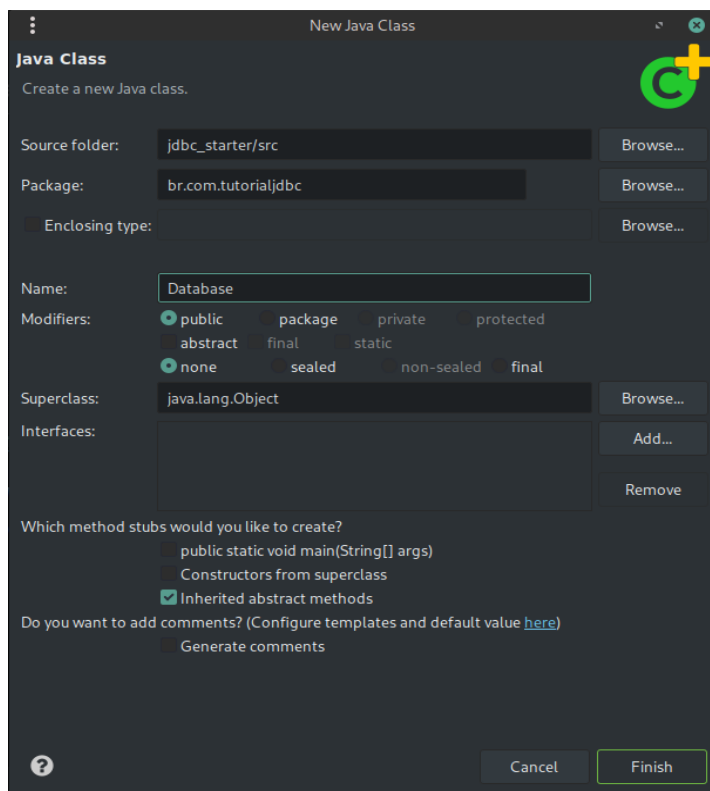 New Java Class
Java Class
Create a new Java class.
Source folder: jdbc_starter/src Browse...
Package: br.com.tutorialjdbc Browse...
Enclosing type: Browse...
Name: Database
Modifiers: public package private protected
abstract final static
none sealed non-sealed final
Superclass: java.lang.Object Browse...
Interfaces: Add...
Remove
Which method stubs would you like to create?
public static void main(String[] args)
Constructors from superclass
Inherited abstract methods
Do you want to add comments? (Configure templates and default value here)
Generate comments
? Cancel Finish